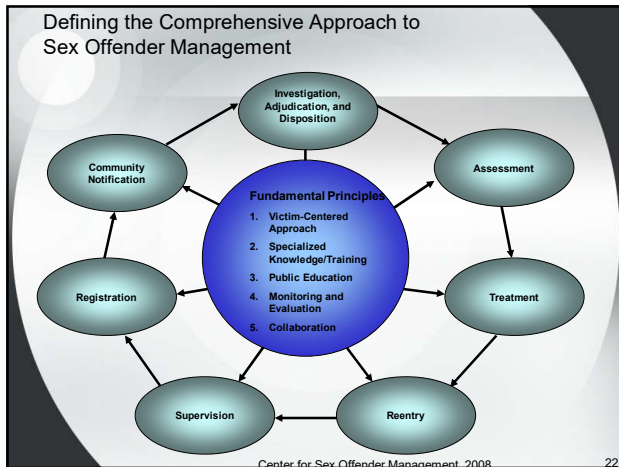 Defining the Comprehensive Approach to
Sex Offender Management
Investigation,
Adjudication, and
Disposition
Community
Notification
Assessment
Fundamental Principles
1. Victim-Centered
Approach
2. Specialized
Knowledge/Training
3. Public Education
4. Monitoring and
Evaluation
5. Collaboration
Registration
Treatment
Supervision
Reentry
Center for Sex Offender Management, 2008
22